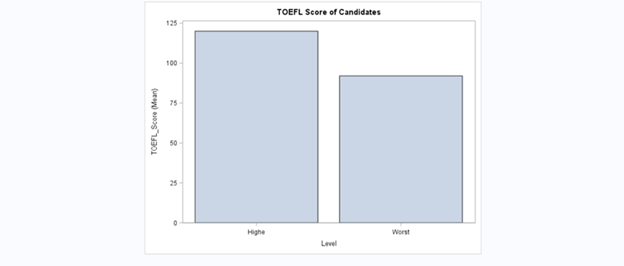 TOEFL Score of Candidates
125
100
75
50
25
0
TOEFL_Score (Mean)
Highe
Worst
Level